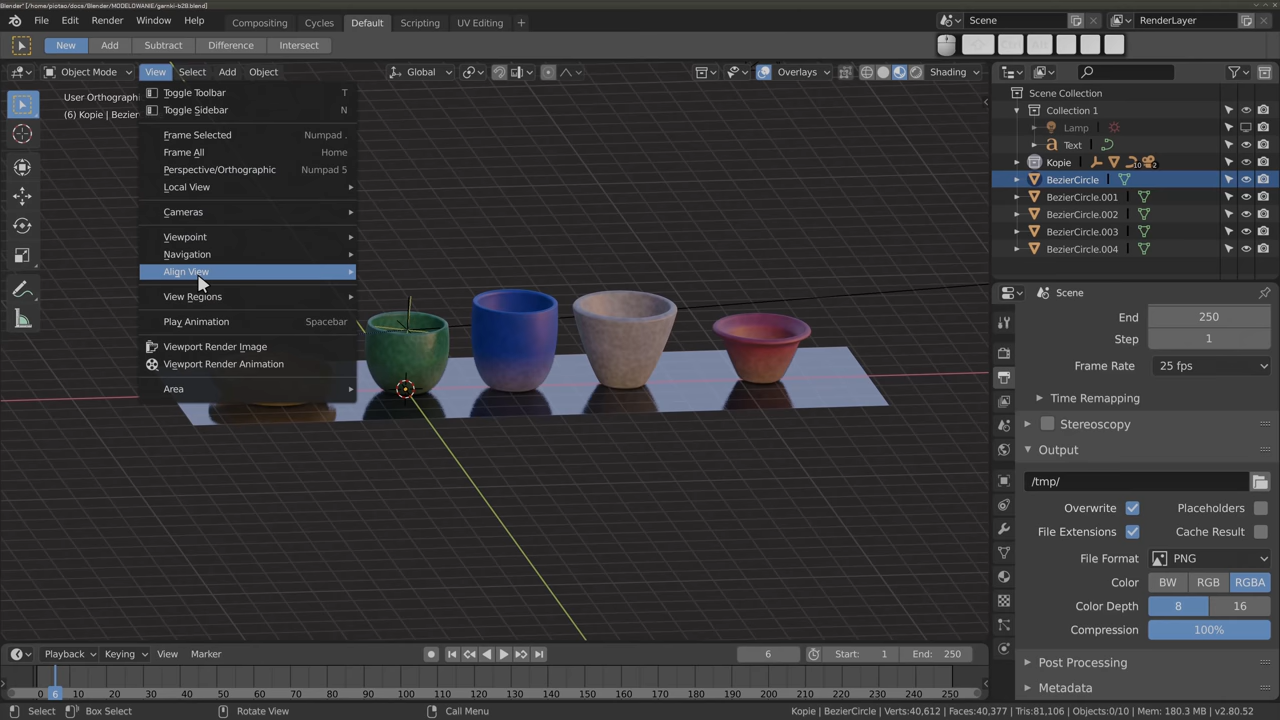 Blender* [/home/piotao/docs/Blender/MODELOWANIE/garnki-b28.blend]
File Edit Render Window Help
Compositing Cycles Default Scripting UV Editing +
Scene
RenderLayer
New Add Subtract Difference Intersect
Ctrl Alt
Object Mode View Select Add Object
Global
Overlays
Shading
User Orthographi
(6) Kopie | Bezier
Toggle Toolbar T
Toggle Sidebar N
Frame Selected Numpad .
Frame All Home
Perspective/Orthographic Numpad 5
Local View
Cameras
Viewpoint
Navigation
Align View
View Regions
Play Animation Spacebar
Viewport Render Image
Viewport Render Animation
Area
Scene Collection
Collection 1
Lamp
Text
Kopie 10 2
BezierCircle
BezierCircle.001
BezierCircle.002
BezierCircle.003
BezierCircle.004
Scene
End 250
Step 1
Frame Rate 25 fps
Time Remapping
Stereoscopy
Output
/tmp/
Overwrite Placeholders
File Extensions Cache Result
File Format PNG
Color BW RGB RGBA
Color Depth 8 16
Compression 100%
Post Processing
Metadata
Playback Keying View Marker
6
Start: 1
End: 250
0 6 10 20 30 40 50 60 70 80 90 100 110 120 130 140 150 160 170 180 190 200 210 220 230 240 250
Select Box Select Rotate View Call Menu
Kopie | BezierCircle | Verts:40,612 | Faces:40,377 | Tris:81,106 | Objects:0/10 | Mem: 180.3 MB | v2.80.52